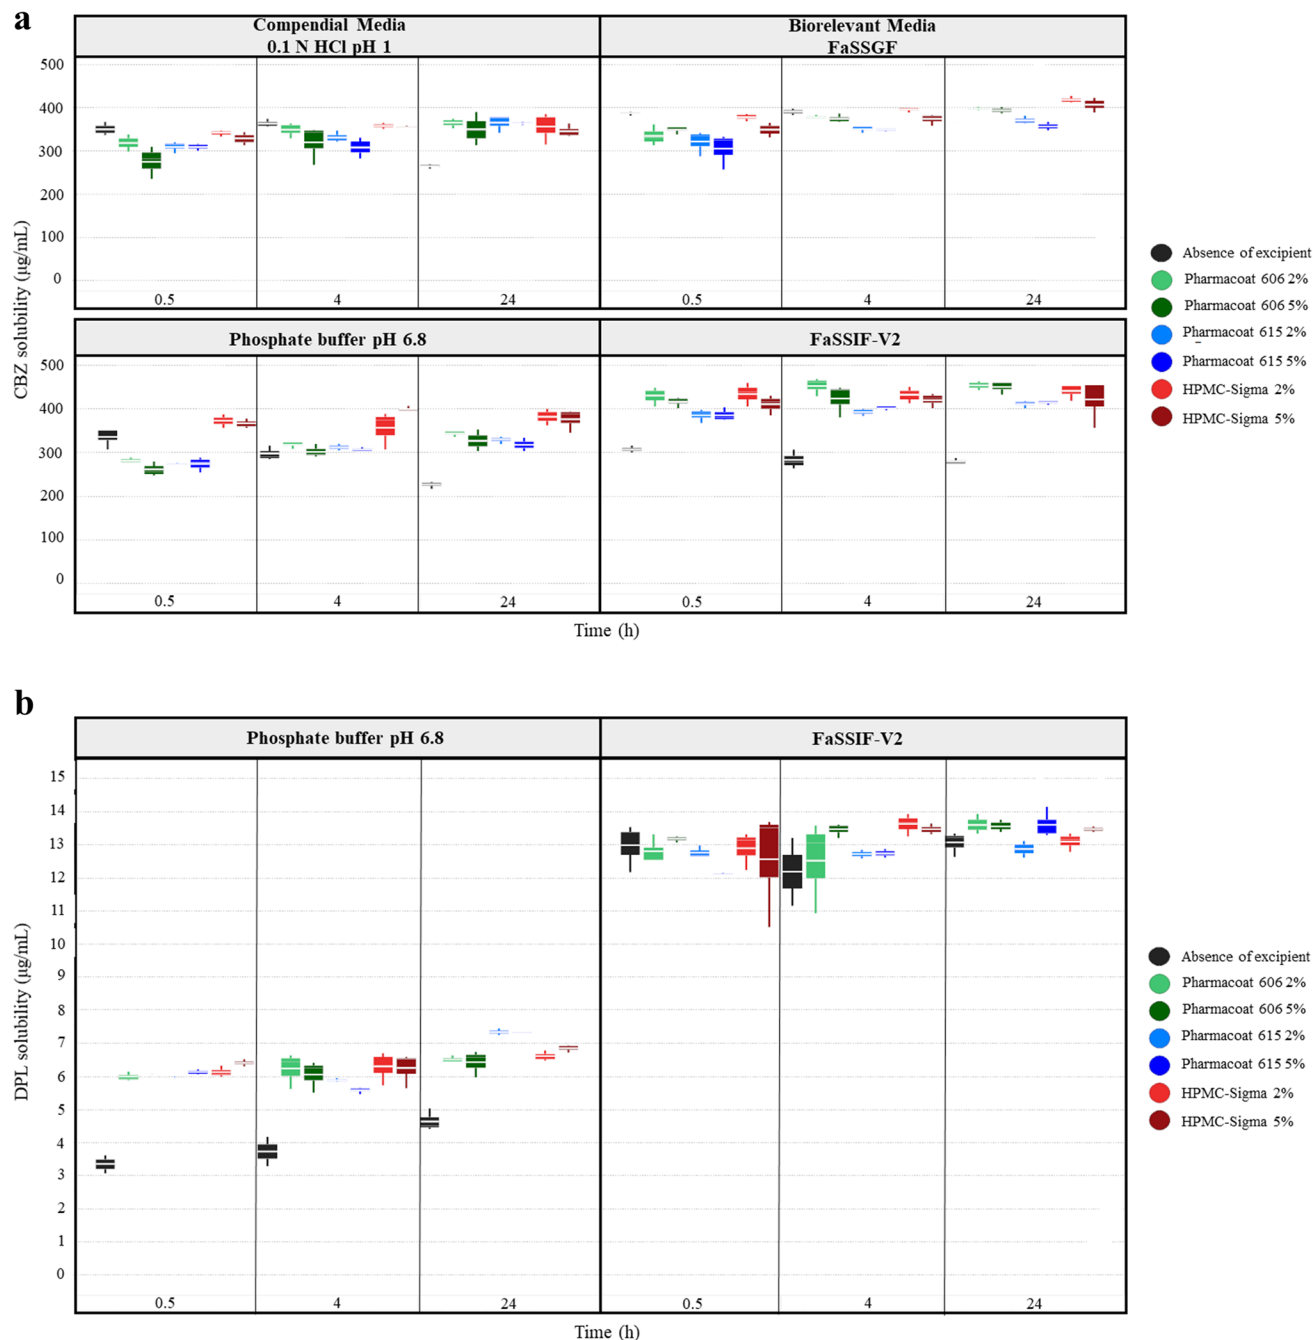 a
Compendial Media
0.1 N HCl pH 1
Biorelevant Media
FaSSGF
500
400
300
200
100
0
0.5 4 24 0.5 4 24
Phosphate buffer pH 6.8
FaSSIF-V2
500
400
300
200
100
0
0.5 4 24 0.5 4 24
CBZ solubility (µg/mL)
Time (h)
Absence of excipient
Pharmacoat 606 2%
Pharmacoat 606 5%
Pharmacoat 615 2%
Pharmacoat 615 5%
HPMC-Sigma 2%
HPMC-Sigma 5%
b
Phosphate buffer pH 6.8
FaSSIF-V2
15
14
13
12
11
10
9
8
7
6
5
4
3
2
1
0
0.5 4 24 0.5 4 24
DPL solubility (µg/mL)
Time (h)
Absence of excipient
Pharmacoat 606 2%
Pharmacoat 606 5%
Pharmacoat 615 2%
Pharmacoat 615 5%
HPMC-Sigma 2%
HPMC-Sigma 5%